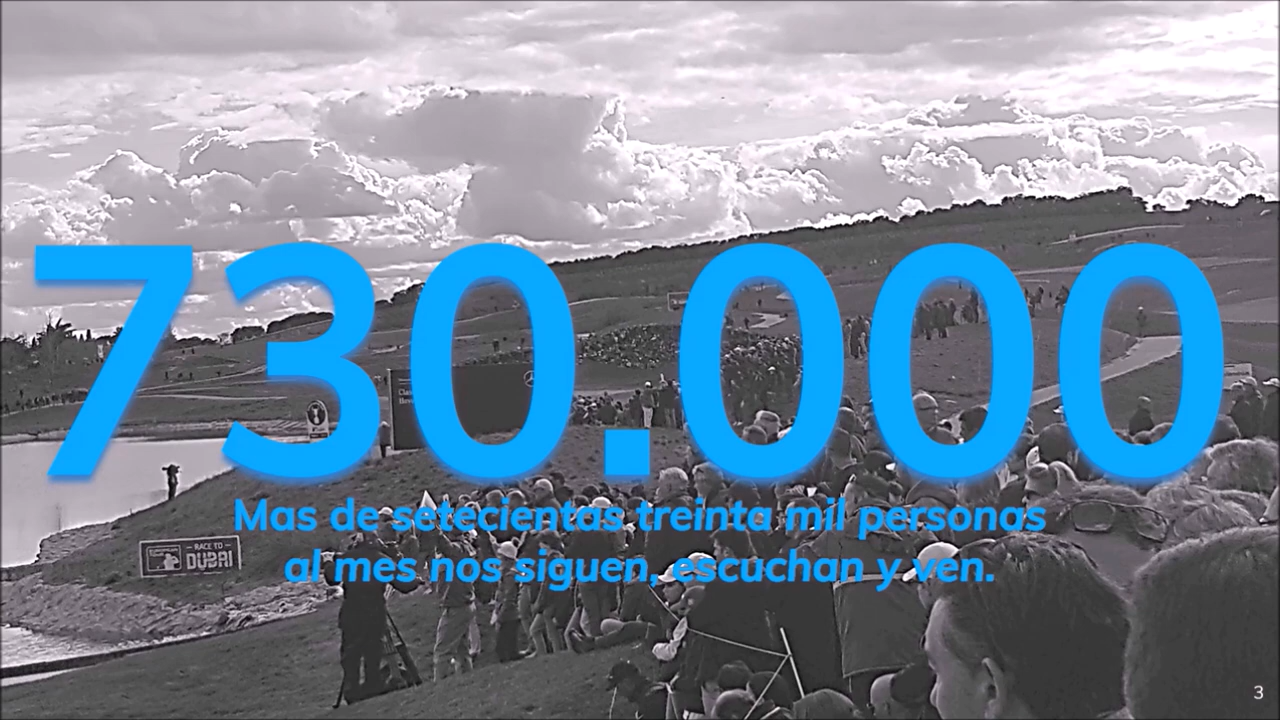 730.000
Mas de setecientas treinta mil personas
al mes nos siguen, escuchan y ven.
RACE TO
DUBAI
3